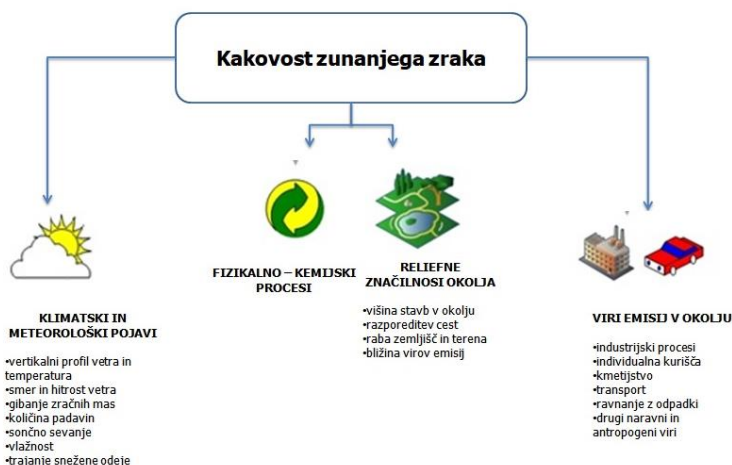 Kakovost zunanjega zraka
KLIMATSKI IN
METEOROLOŠKI POJAVI
•vertikalni profil vetra in
temperatura
•smer in hitrost vetra
•gibanje zračnih mas
•količina padavin
•sončno sevanje
•vlažnost
•trajanje snežene odeje
FIZIKALNO – KEMIJSKI
PROCESI
RELIEFNE
ZNAČILNOSI OKOLJA
•višina stavb v okolju
•razporeditev cest
•raba zemljišč in terena
•bližina virov emisij
VIRI EMISIJ V OKOLJU
•industrijski procesi
•individualna kurišča
•kmetijstvo
•transport
•ravnanje z odpadki
•drugi naravni in
antropogeni viri